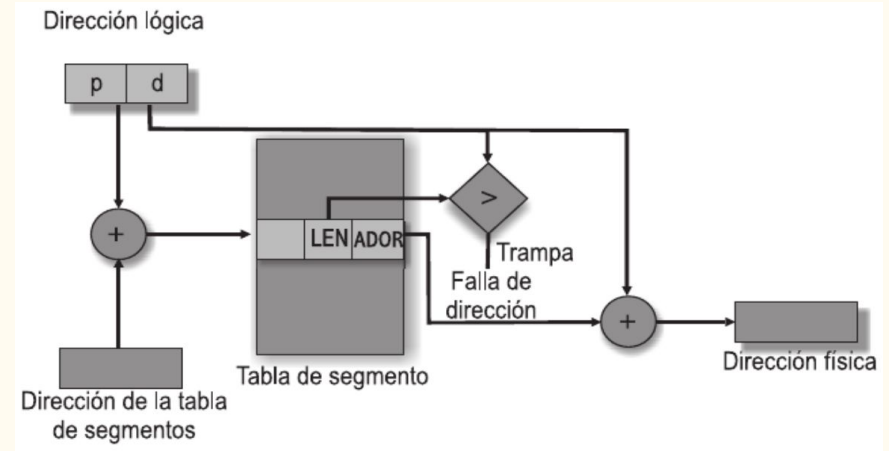 Dirección lógica
p d
>
+
LEN ADOR
Trampa
Falla de
dirección
+
Dirección física
Tabla de segmento
Dirección de la tabla
de segmentos